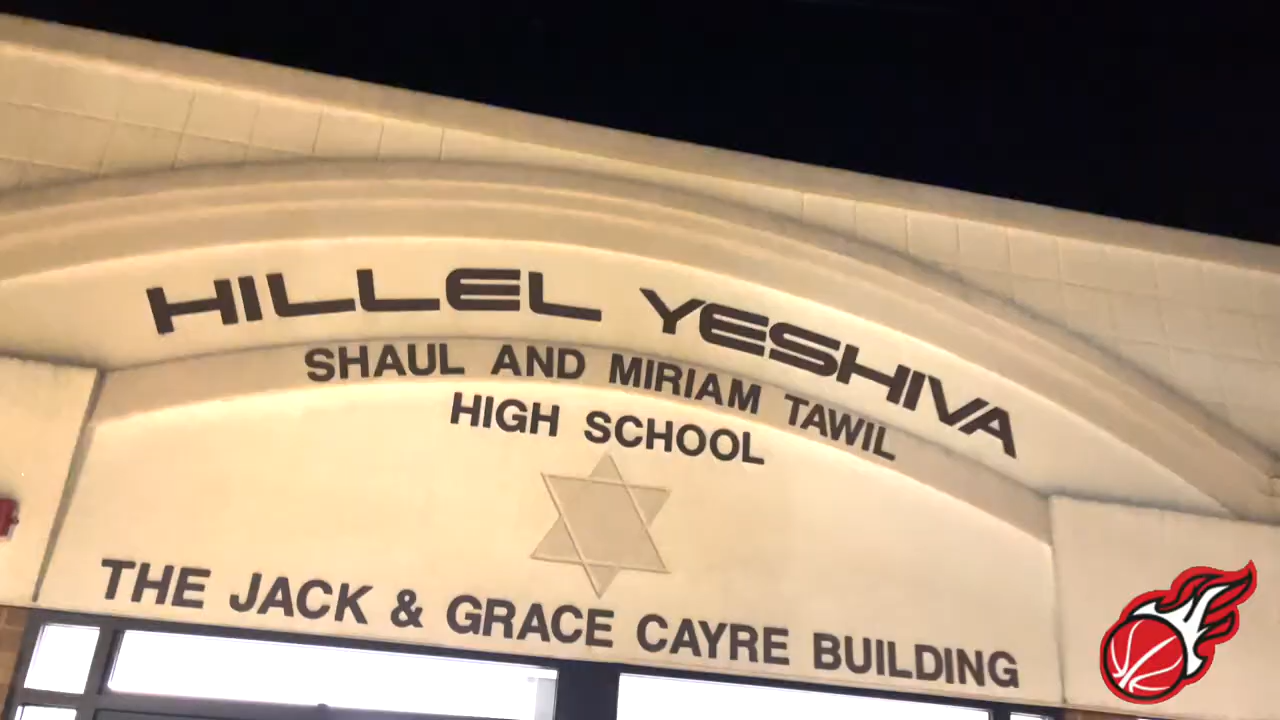 HILLEL YESHIVA
SHAUL AND MIRIAM TAWIL
HIGH SCHOOL
THE JACK & GRACE CAYRE BUILDING